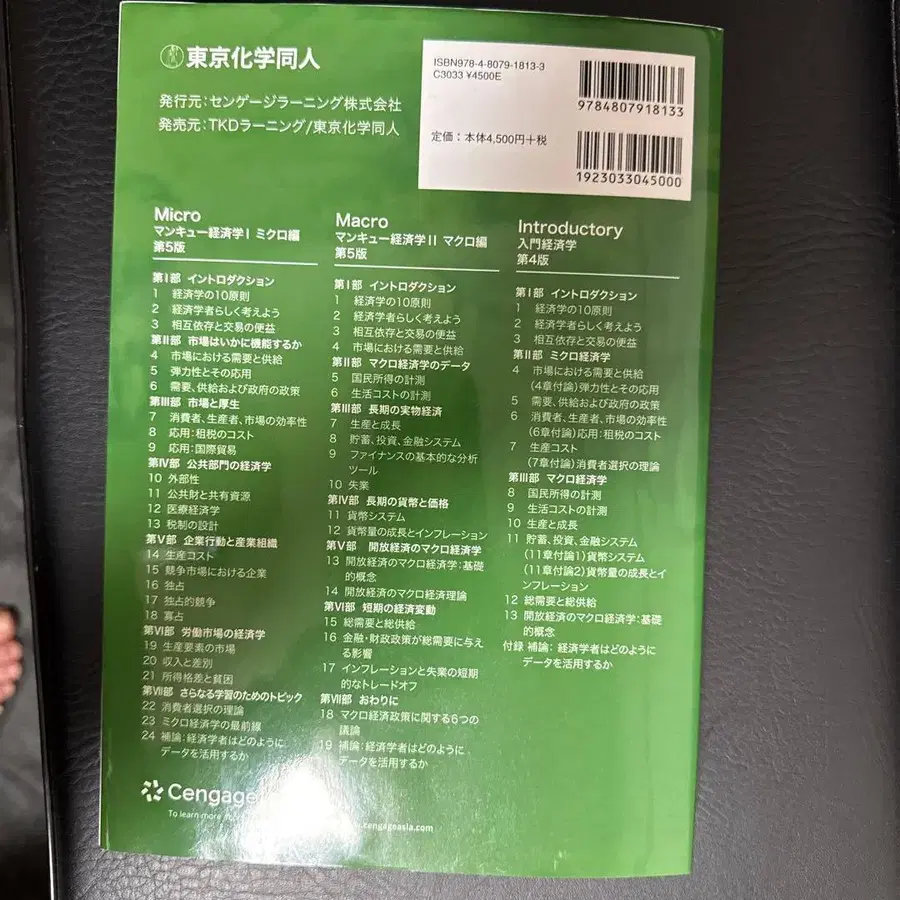 東京化学同人
発行元：センゲージラーニング株式会社
発売元：TKDラーニング/東京化学同人
ISBN978-4-8079-1813-3
C3033 ¥4500E
定価：本体4,500円+税
9784807918133
1923033045000
Micro
マンキュー経済学Ⅰ ミクロ編
第5版
第Ⅰ部 イントロダクション
1 経済学の10原則
2 経済学者らしく考えよう
3 相互依存と交易の便益
第Ⅱ部 市場はいかに機能するか
4 市場における需要と供給
5 弾力性とその応用
6 需要、供給および政府の政策
第Ⅲ部 市場と厚生
7 消費者、生産者、市場の効率性
8 応用：租税のコスト
9 応用：国際貿易
第Ⅳ部 公共部門の経済学
10 外部性
11 公共財と共有資源
12 医療経済学
13 税制の設計
第Ⅴ部 企業行動と産業組織
14 生産コスト
15 競争市場における企業
16 独占
17 独占的競争
18 寡占
第Ⅵ部 労働市場の経済学
19 生産要素の市場
20 収入と差別
21 所得格差と貧困
第Ⅶ部 さらなる学習のためのトピック
22 消費者選択の理論
23 ミクロ経済学の最前線
24 補論：経済学者はどのように
データを活用するか
Macro
マンキュー経済学Ⅱ マクロ編
第5版
第Ⅰ部 イントロダクション
1 経済学の10原則
2 経済学者らしく考えよう
3 相互依存と交易の便益
4 市場における需要と供給
第Ⅱ部 マクロ経済学のデータ
5 国民所得の計測
6 生活コストの計測
第Ⅲ部 長期の実物経済
7 生産と成長
8 貯蓄、投資、金融システム
9 ファイナンスの基本的な分析
ツール
10 失業
第Ⅳ部 長期の貨幣と価格
11 貨幣システム
12 貨幣量の成長とインフレーション
第Ⅴ部 開放経済のマクロ経済学
13 開放経済のマクロ経済学：基礎
的概念
14 開放経済のマクロ経済理論
第Ⅵ部 短期の経済変動
15 総需要と総供給
16 金融・財政政策が総需要に与え
る影響
17 インフレーションと失業の短期
的なトレードオフ
第Ⅶ部 おわりに
18 マクロ経済政策に関する6つの
議論
19 補論：経済学者はどのように
データを活用するか
Introductory
入門経済学
第4版
第Ⅰ部 イントロダクション
1 経済学の10原則
2 経済学者らしく考えよう
3 相互依存と交易の便益
第Ⅱ部 ミクロ経済学
4 市場における需要と供給
(4章付論)弾力性とその応用
5 需要、供給および政府の政策
6 消費者、生産者、市場の効率性
(6章付論)応用：租税のコスト
7 生産コスト
(7章付論)消費者選択の理論
第Ⅲ部 マクロ経済学
8 国民所得の計測
9 生活コストの計測
10 生産と成長
11 貯蓄、投資、金融システム
(11章付論1)貨幣システム
(11章付論2)貨幣量の成長とイ
ンフレーション
12 総需要と総供給
13 開放経済のマクロ経済学：基礎
的概念
付録 補論：経済学者はどのように
データを活用するか
Cengage
To learn more
.cengageasia.com